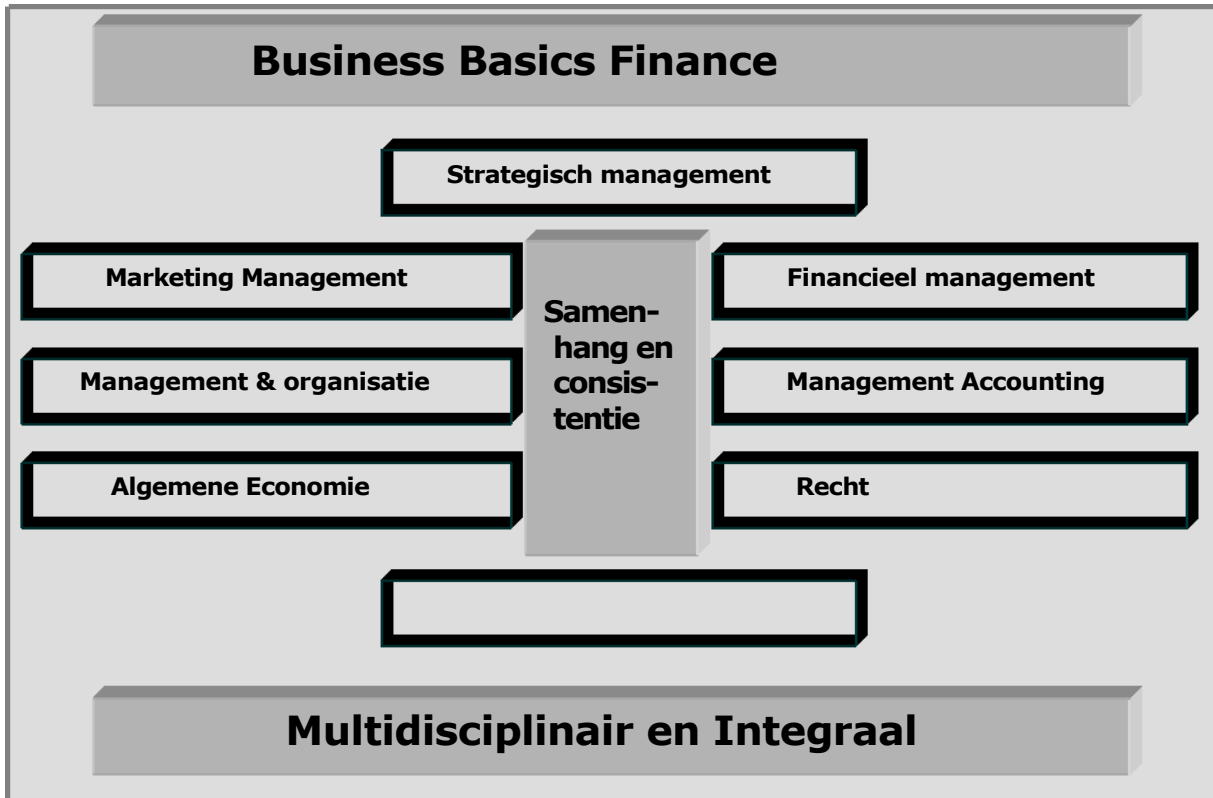 Business Basics Finance
Strategisch management
Marketing Management
Financieel management
Samen-
hang en
consis-
tentie
Management & organisatie
Management Accounting
Algemene Economie
Recht
Multidisciplinair en Integraal